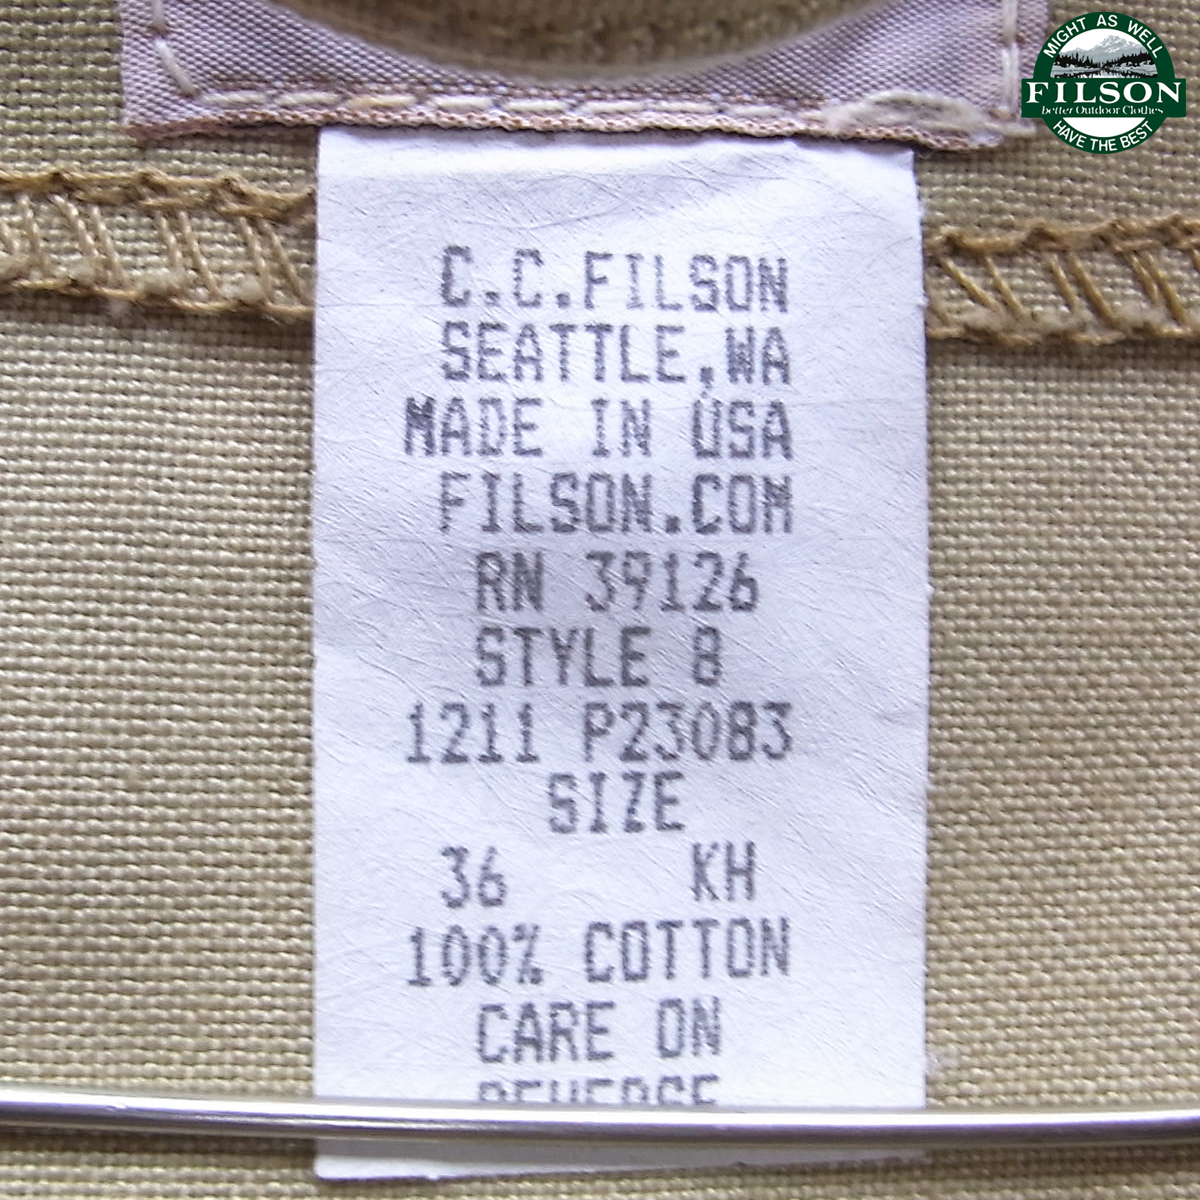 MIGHT AS WELL
FILSON
better Outdoor Clothes
HAVE THE BEST
C.C.FILSON
SEATTLE,WA
MADE IN USA
FILSON.COM
RN 39126
STYLE 8
1211 P23083
SIZE
36 KH
100% COTTON
CARE ON
REVERSE